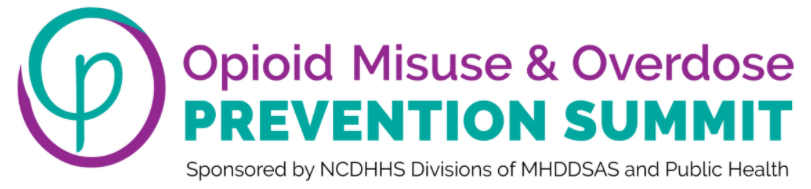 Opioid Misuse & Overdose
PREVENTION SUMMIT
Sponsored by NCDHHS Divisions of MHDDSAS and Public Health